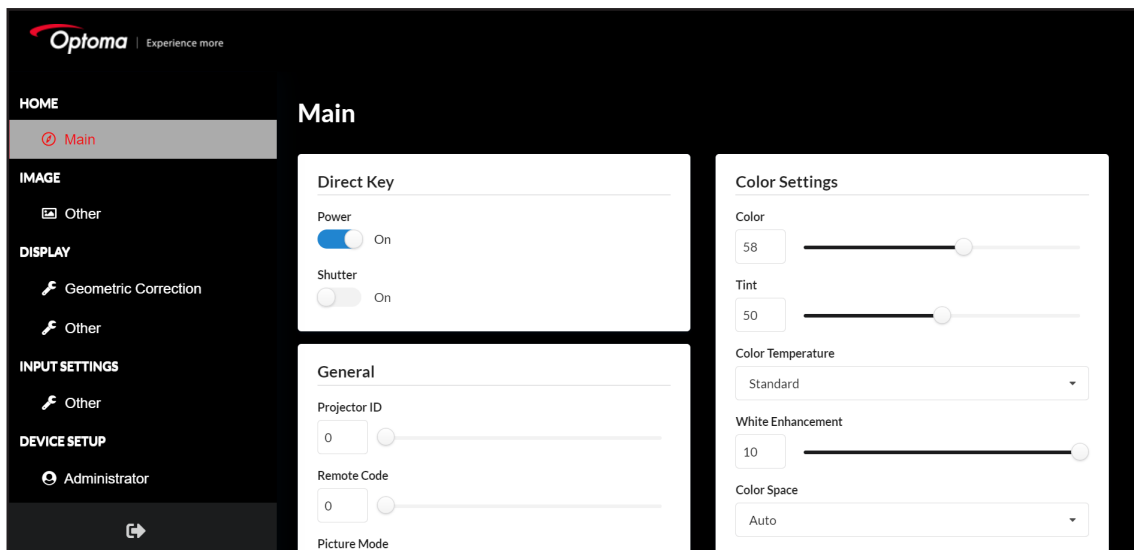 Optoma | Experience more
HOME
Main
IMAGE
Other
DISPLAY
Geometric Correction
Other
INPUT SETTINGS
Other
DEVICE SETUP
Administrator
Main
Direct Key
Power
On
Shutter
On
General
Projector ID
0
Remote Code
0
Picture Mode
Color Settings
Color
58
Tint
50
Color Temperature
Standard
White Enhancement
10
Color Space
Auto